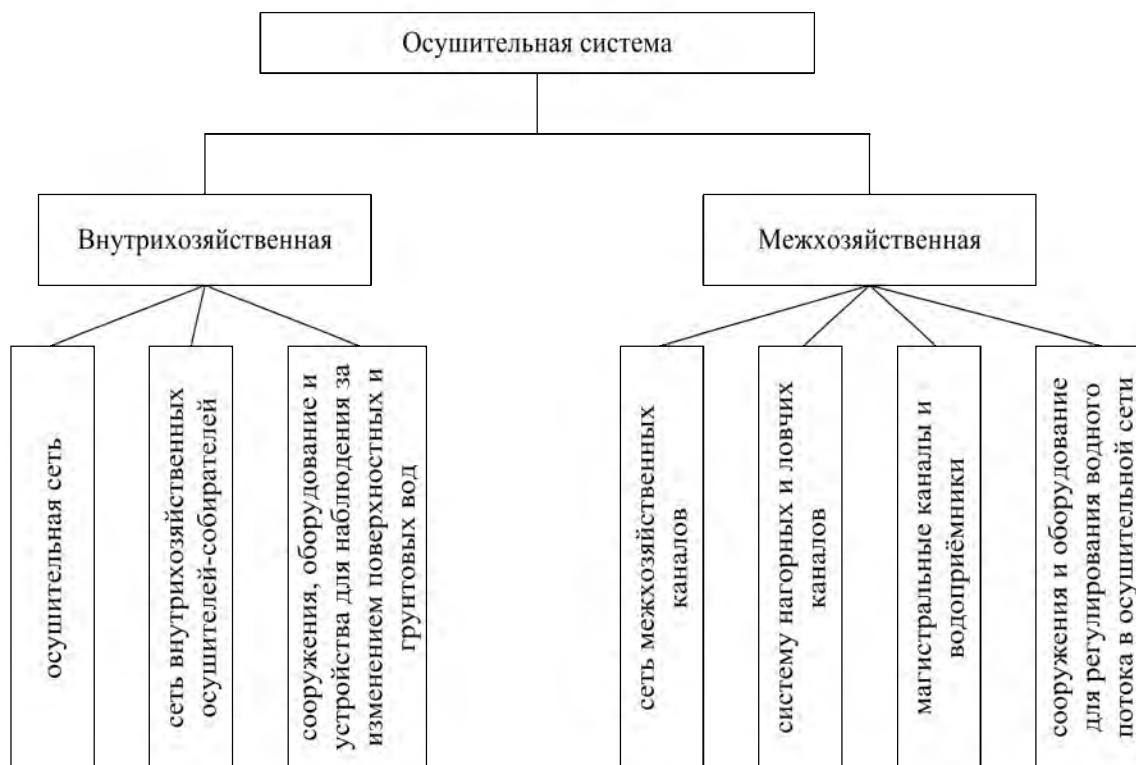 Осушительная система
Внутрихозяйственная
Межхозяйственная
осушительная сеть
сеть внутрихозяйственных
осушителей-собирателей
сооружения, оборудование и
устройства для наблюдения за
изменением поверхностных и
грунтовых вод
сеть межхозяйственных
каналов
систему нагорных и ловчих
каналов
магистральные каналы и
водоприёмники
сооружения и оборудование
для регулирования водного
потока в осушительной сети